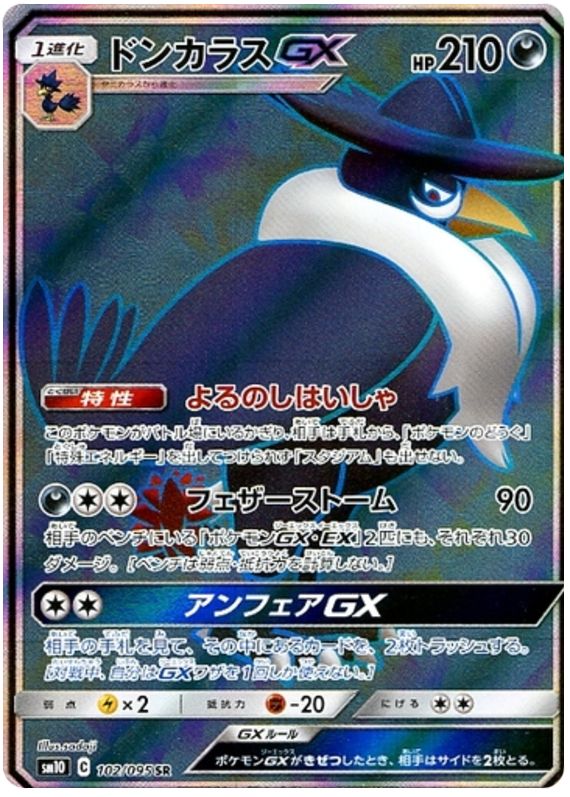 1進化
ドンカラスGX
HP 210
ヤミカラスから進化
とくせい
特性 よるのしはいしゃ
このポケモンがバトル場にいるかぎり、相手は手札から、「ポケモンのどうぐ」
「特殊エネルギー」を出してつけられず「スタジアム」も出せない。
フェザーストーム 90
相手のベンチにいる「ポケモンGX・EX」2匹にも、それぞれ30
ダメージ。[ベンチは弱点・抵抗力を計算しない。]
アンフェアGX
相手の手札を見て、その中にあるカードを、2枚トラッシュする。
[対戦中、自分はGXワザを1回しか使えない。]
弱点 ×2 抵抗力 -20 にげる
GXルール
ポケモンGXがきぜつしたとき、相手はサイドを2枚とる。
illus.sadaji
sm10 C 102/095 SR